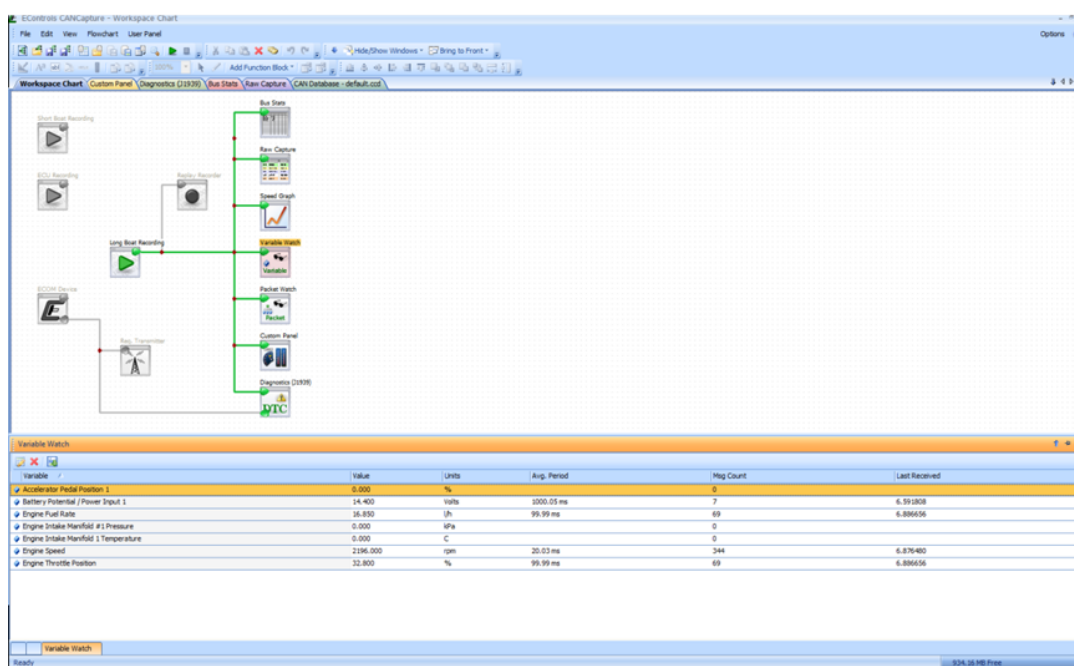 EControls CANCapture - Workspace Chart
File Edit View Flowchart User Panel Options
Hide/Show Windows Bring to Front
100% Add Function Block
Workspace Chart Custom Panel Diagnostics (J1939) Bus Stats Raw Capture CAN Database - default.ccd
Bus Stats
Short Boat Recording
Raw Capture
ECU Recording Replay Recorder
Speed Graph
Long Boat Recording Variable Watch
Variable
ECOM Device Packet Watch
Packet
Req. Transmitter Custom Panel
Diagnostics (J1939)
DTC
Variable Watch
Variable Value Units Avg. Period Msg Count Last Received
Accelerator Pedal Position 1 0.000 % 0
Battery Potential / Power Input 1 14.400 Volts 1000.05 ms 7 6.591808
Engine Fuel Rate 16.850 l/h 99.99 ms 69 6.886656
Engine Intake Manifold #1 Pressure 0.000 kPa 0
Engine Intake Manifold 1 Temperature 0.000 C 0
Engine Speed 2196.000 rpm 20.03 ms 344 6.876480
Engine Throttle Position 32.800 % 99.99 ms 69 6.886656
Variable Watch
Ready 934.16 MB Free